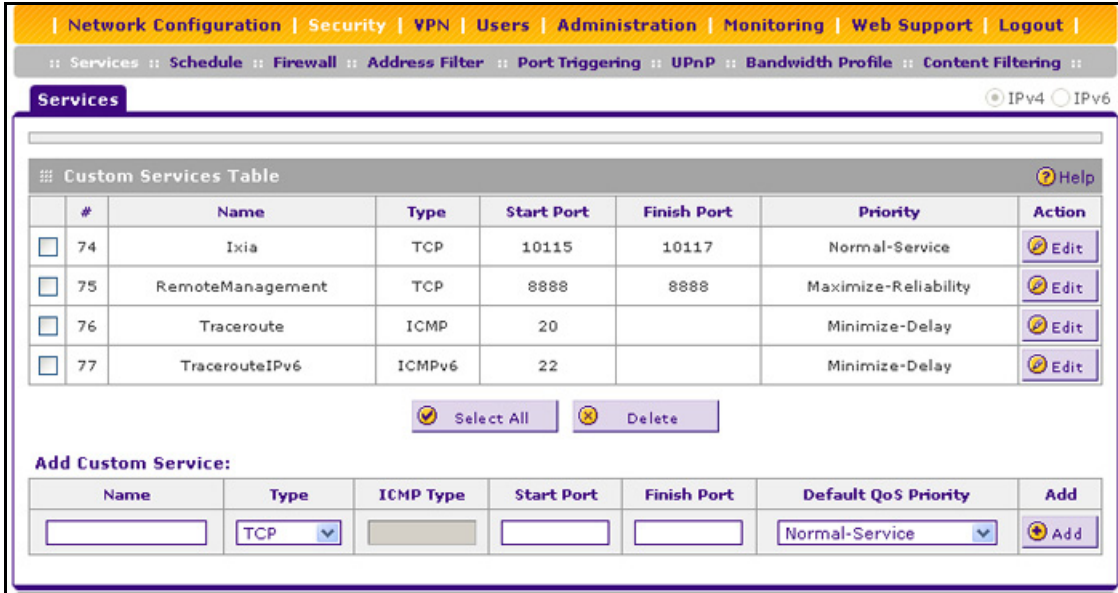 | Network Configuration | Security | VPN | Users | Administration | Monitoring | Web Support | Logout |
:: Services :: Schedule :: Firewall :: Address Filter :: Port Triggering :: UPnP :: Bandwidth Profile :: Content Filtering ::
Services IPv4 IPv6
Custom Services Table Help
# Name Type Start Port Finish Port Priority Action
74 Ixia TCP 10115 10117 Normal-Service Edit
75 RemoteManagement TCP 8888 8888 Maximize-Reliability Edit
76 Traceroute ICMP 20 Minimize-Delay Edit
77 TracerouteIPv6 ICMPv6 22 Minimize-Delay Edit
Select All Delete
Add Custom Service:
Name Type ICMP Type Start Port Finish Port Default QoS Priority Add
TCP Normal-Service Add